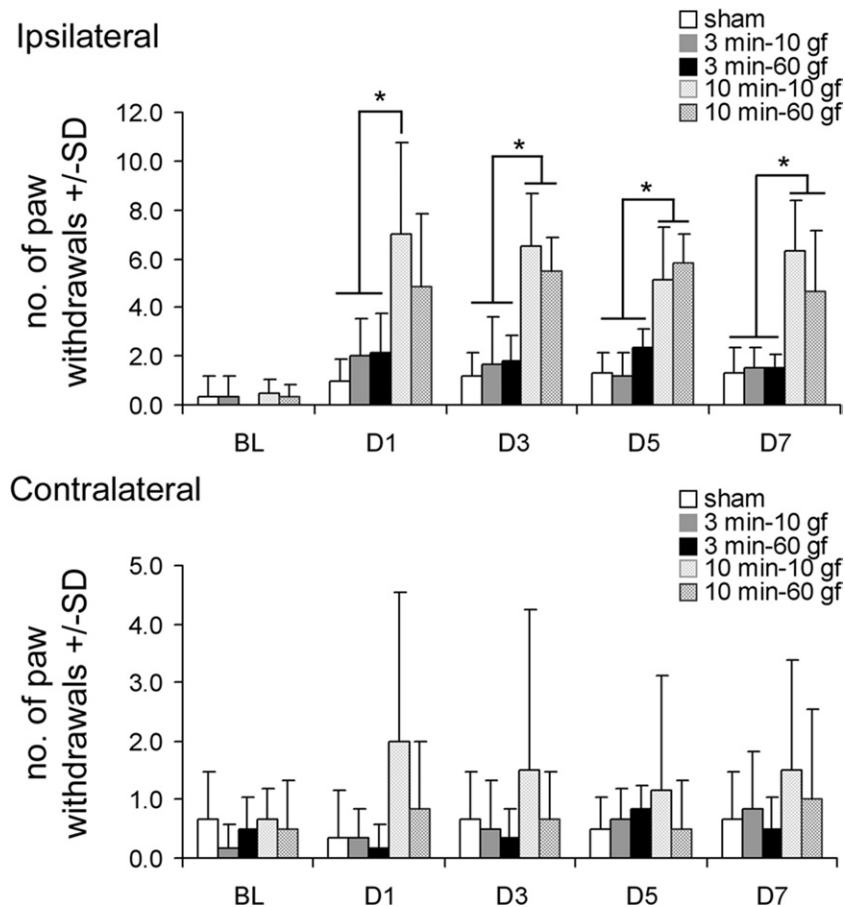 Ipsilateral
sham
3 min-10 gf
3 min-60 gf
10 min-10 gf
10 min-60 gf
no. of paw
withdrawals +/-SD
12.0
10.0
8.0
6.0
4.0
2.0
0.0
*
*
*
*
BL D1 D3 D5 D7
Contralateral
sham
3 min-10 gf
3 min-60 gf
10 min-10 gf
10 min-60 gf
no. of paw
withdrawals +/-SD
5.0
4.0
3.0
2.0
1.0
0.0
BL D1 D3 D5 D7